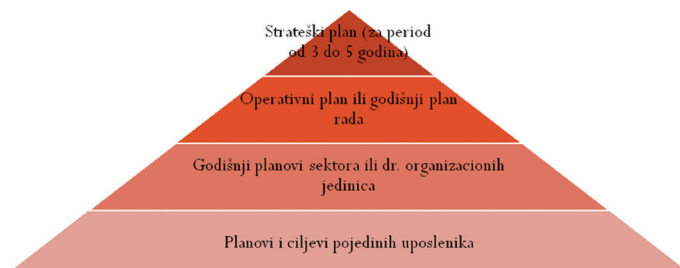 Strateški plan (za period
od 3 do 5 godina)
Operativni plan ili godišnji plan
rada
Godišnji planovi sektora ili dr. organizacionih
jedinica
Planovi i ciljevi pojedinih uposlenika